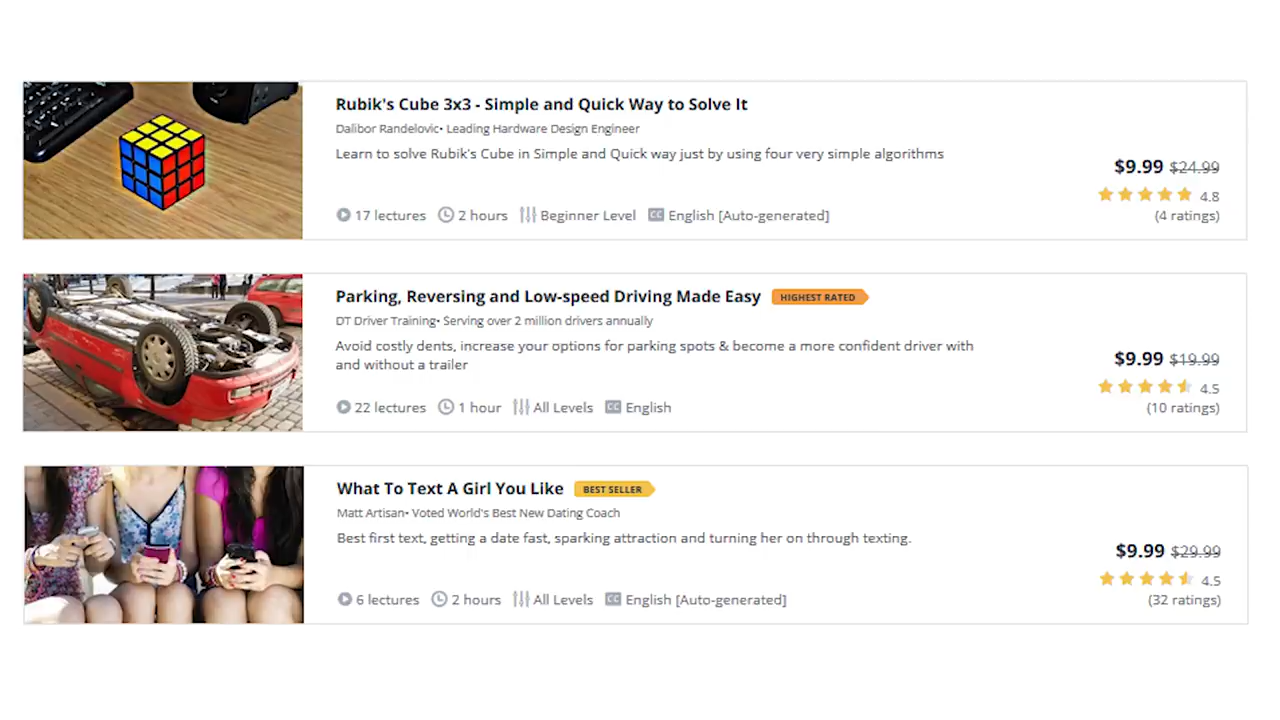 Rubik's Cube 3x3 - Simple and Quick Way to Solve It
Dalibor Randelovic• Leading Hardware Design Engineer
Learn to solve Rubik's Cube in Simple and Quick way just by using four very simple algorithms
$9.99 $24.99
4.8
(4 ratings)
17 lectures 2 hours Beginner Level CC English [Auto-generated]
Parking, Reversing and Low-speed Driving Made Easy HIGHEST RATED
DT Driver Training• Serving over 2 million drivers annually
Avoid costly dents, increase your options for parking spots & become a more confident driver with
and without a trailer
$9.99 $19.99
4.5
(10 ratings)
22 lectures 1 hour All Levels CC English
What To Text A Girl You Like BEST SELLER
Matt Artisan• Voted World's Best New Dating Coach
Best first text, getting a date fast, sparking attraction and turning her on through texting.
$9.99 $29.99
4.5
(32 ratings)
6 lectures 2 hours All Levels CC English [Auto-generated]